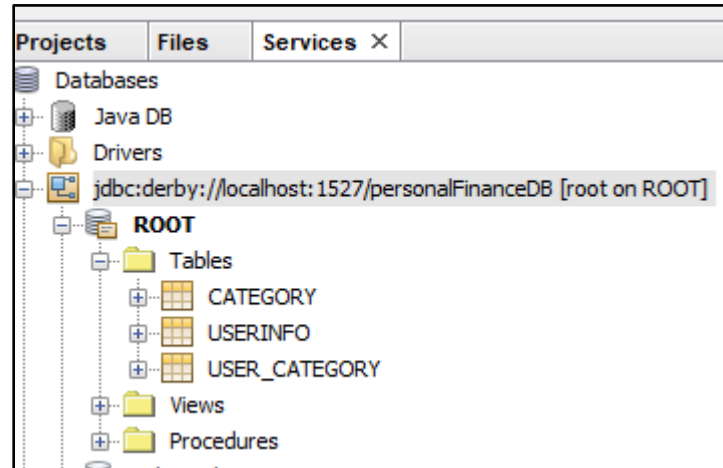 Projects Files Services ×
Databases
Java DB
Drivers
jdbc:derby://localhost:1527/personalFinanceDB [root on ROOT]
ROOT
Tables
CATEGORY
USERINFO
USER_CATEGORY
Views
Procedures